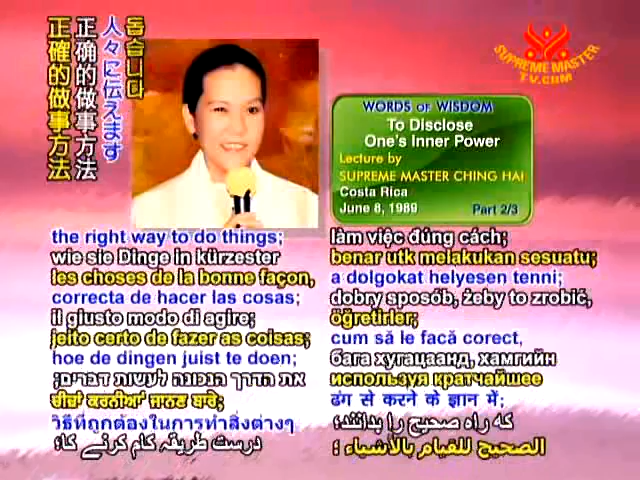 돕습니다
人々に伝えます
正确的做事方法
正確的做事方法
SUPREME MASTER
TV.COM
WORDS OF WISDOM
To Disclose
One's Inner Power
Lecture by
SUPREME MASTER CHING HAI
Costa Rica
June 8, 1989
Part 2/3
the right way to do things;
wie sie Dinge in kürzester
les choses de la bonne façon,
correcta de hacer las cosas;
il giusto modo di agire;
jeito certo de fazer as coisas;
hoe de dingen juist te doen;
את הדרך הנכונה לעשות דברים;
ਚੀਜ਼ਾਂ ਕਰਨੀਆਂ ਜਾਨਣ ਬਾਰੇ;
วิธีที่ถูกต้องในการทำสิ่งต่างๆ
درست طریقہ کام کرنے کا؛
làm việc đúng cách;
benar utk melakukan sesuatu;
a dolgokat helyesen tenni;
dobry sposób, żeby to zrobić,
öğretirler;
cum să le facă corect,
бага хугацаанд, хамгийн
используя кратчайшее
ढंग से करने के ज्ञान में;
که راه صحیح را بدانند؛
الصحيح للقيام بالأشياء ؛